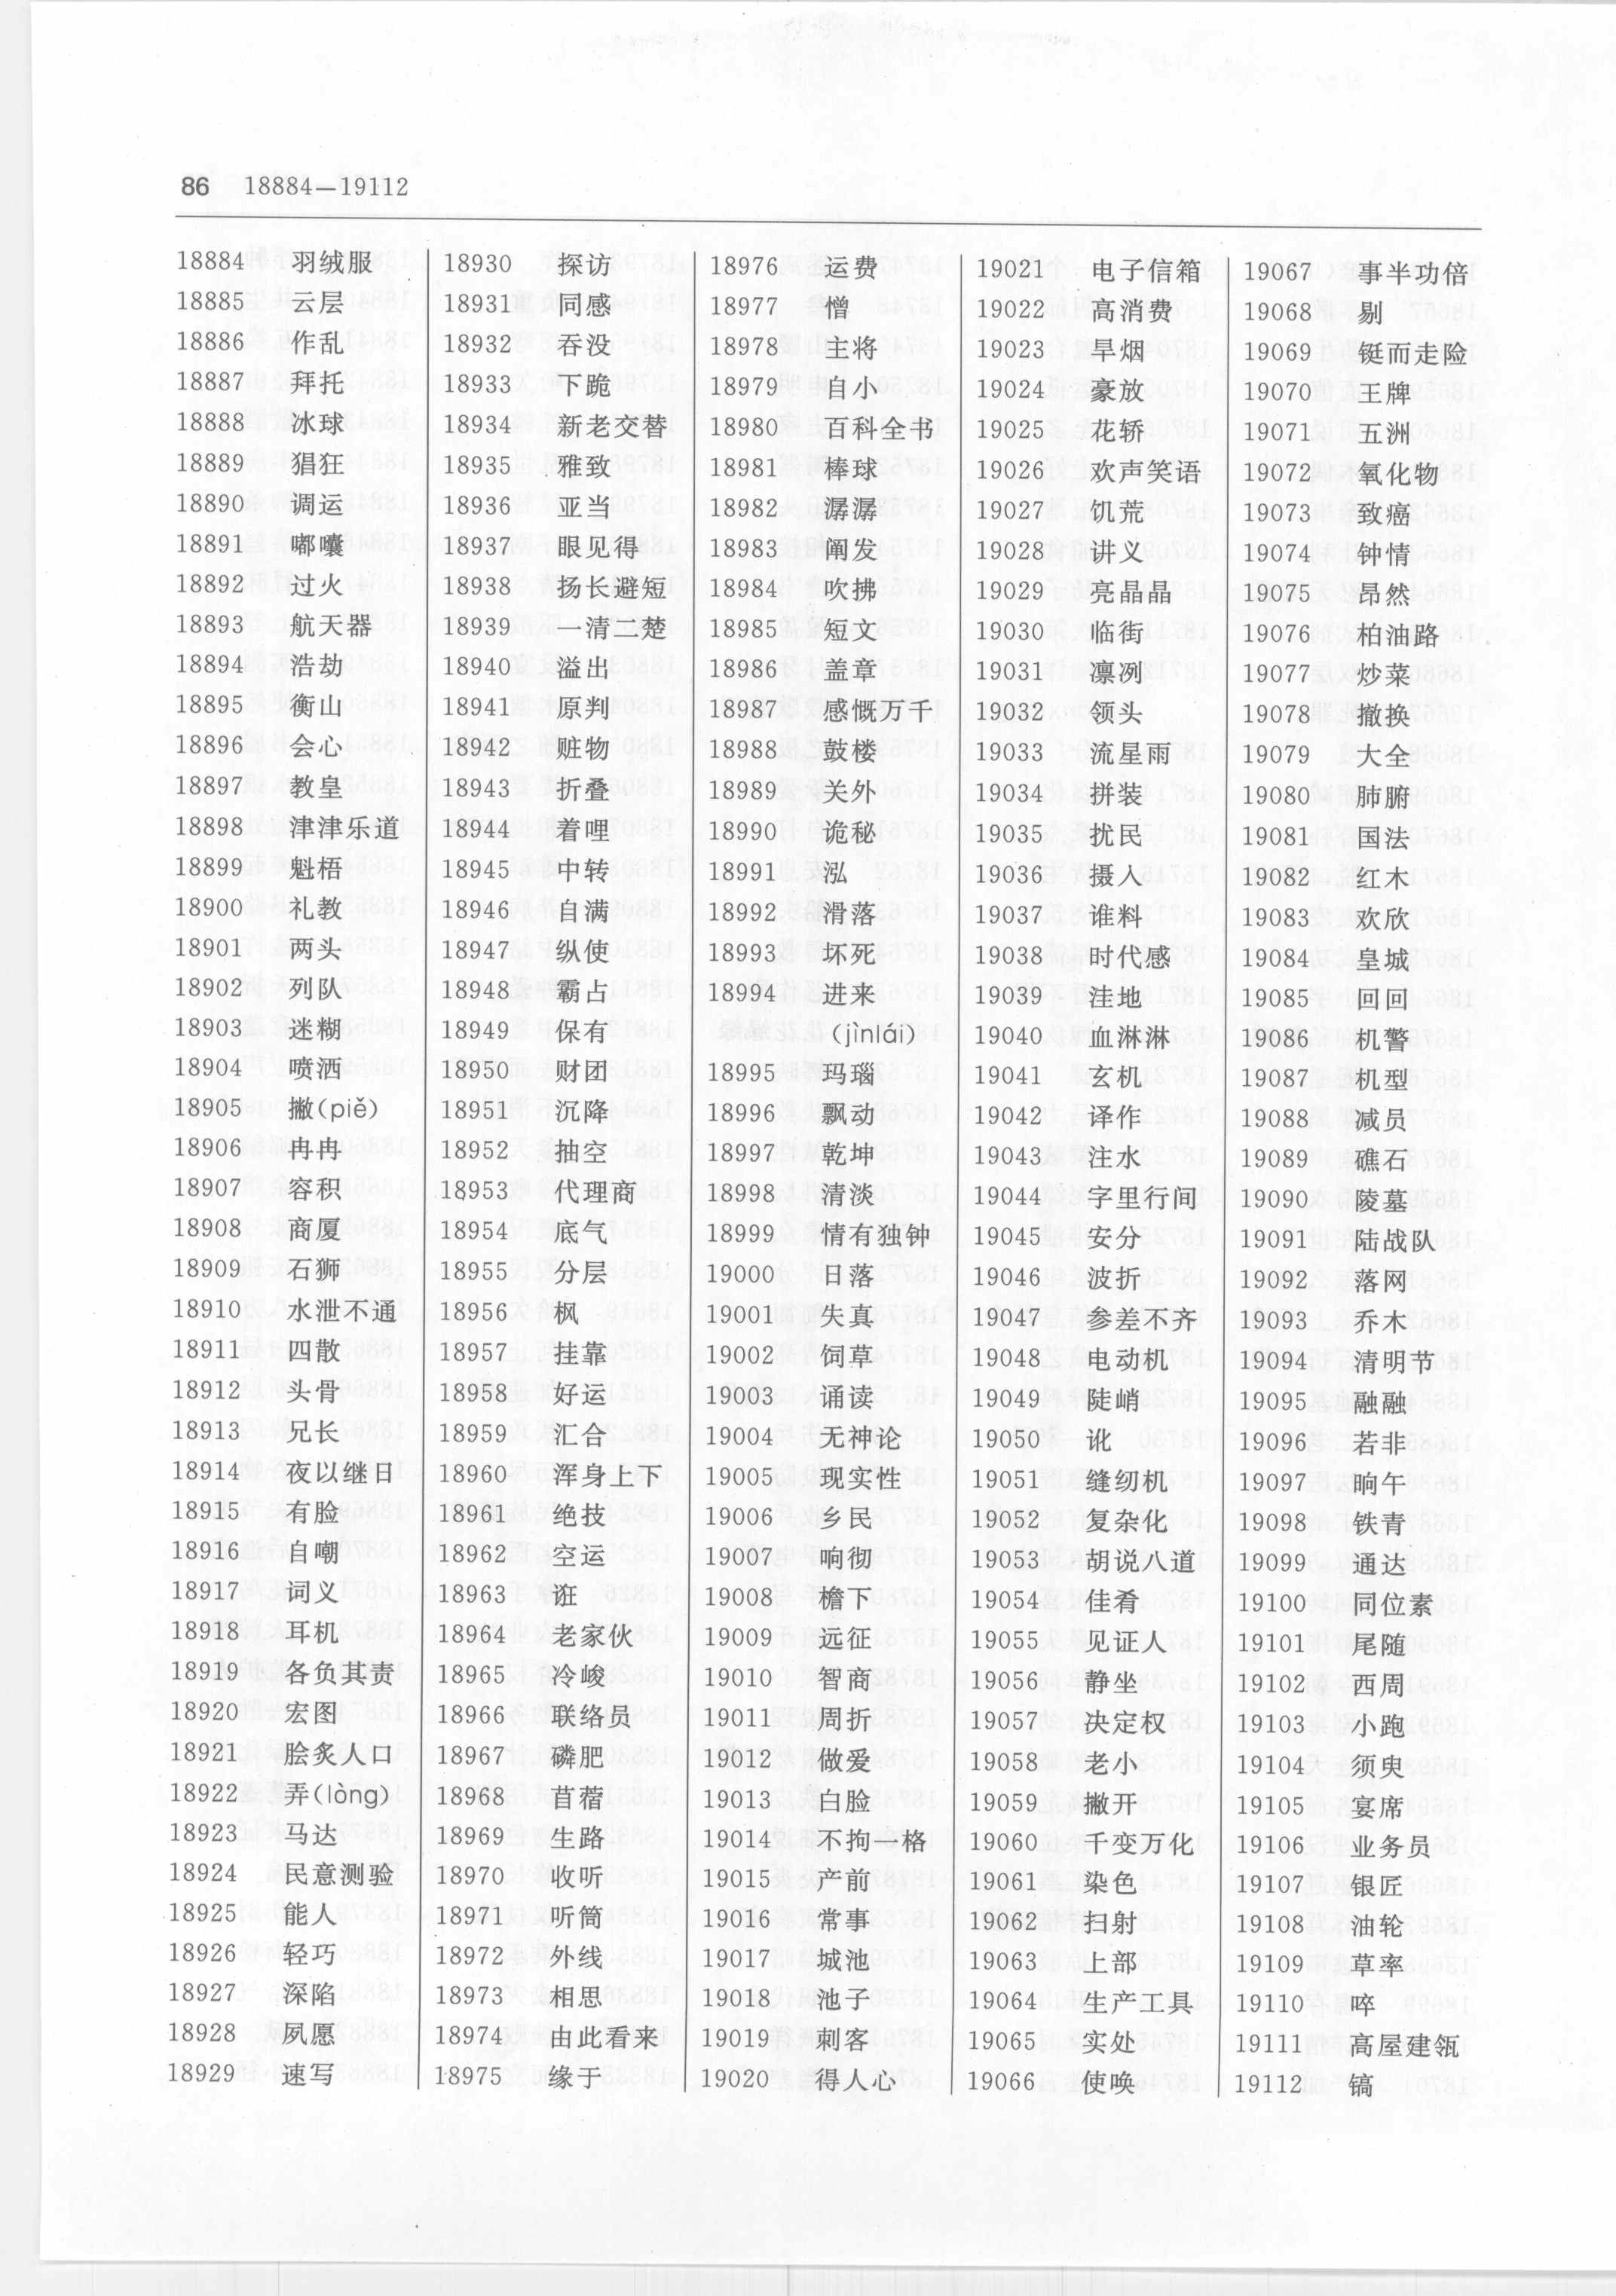 86 18884—19112
18884 羽绒服
18885 云层
18886 作乱
18887 拜托
18888 冰球
18889 猖狂
18890 调运
18891 嘟囔
18892 过火
18893 航天器
18894 浩劫
18895 衡山
18896 会心
18897 教皇
18898 津津乐道
18899 魁梧
18900 礼教
18901 两头
18902 列队
18903 迷糊
18904 喷洒
18905 撇(piě)
18906 冉冉
18907 容积
18908 商厦
18909 石狮
18910 水泄不通
18911 四散
18912 头骨
18913 兄长
18914 夜以继日
18915 有脸
18916 自嘲
18917 词义
18918 耳机
18919 各负其责
18920 宏图
18921 脍炙人口
18922 弄(lòng)
18923 马达
18924 民意测验
18925 能人
18926 轻巧
18927 深陷
18928 夙愿
18929 速写
18930 探访
18931 同感
18932 吞没
18933 下跪
18934 新老交替
18935 雅致
18936 亚当
18937 眼见得
18938 扬长避短
18939 一清二楚
18940 溢出
18941 原判
18942 赃物
18943 折叠
18944 着哩
18945 中转
18946 自满
18947 纵使
18948 霸占
18949 保有
18950 财团
18951 沉降
18952 抽空
18953 代理商
18954 底气
18955 分层
18956 枫
18957 挂靠
18958 好运
18959 汇合
18960 浑身上下
18961 绝技
18962 空运
18963 诳
18964 老家伙
18965 冷峻
18966 联络员
18967 磷肥
18968 苜蓿
18969 生路
18970 收听
18971 听筒
18972 外线
18973 相思
18974 由此看来
18975 缘于
18976 运费
18977 憎
18978 主将
18979 自小
18980 百科全书
18981 棒球
18982 潺潺
18983 阐发
18984 吹拂
18985 短文
18986 盖章
18987 感慨万千
18988 鼓楼
18989 关外
18990 诡秘
18991 泓
18992 滑落
18993 坏死
18994 进来
(jìnlái)
18995 玛瑙
18996 飘动
18997 乾坤
18998 清淡
18999 情有独钟
19000 日落
19001 失真
19002 饲草
19003 诵读
19004 无神论
19005 现实性
19006 乡民
19007 响彻
19008 檐下
19009 远征
19010 智商
19011 周折
19012 做爱
19013 白脸
19014 不拘一格
19015 产前
19016 常事
19017 城池
19018 池子
19019 刺客
19020 得人心
19021 电子信箱
19022 高消费
19023 旱烟
19024 豪放
19025 花轿
19026 欢声笑语
19027 饥荒
19028 讲义
19029 亮晶晶
19030 临街
19031 凛冽
19032 领头
19033 流星雨
19034 拼装
19035 扰民
19036 摄入
19037 谁料
19038 时代感
19039 洼地
19040 血淋淋
19041 玄机
19042 译作
19043 注水
19044 字里行间
19045 安分
19046 波折
19047 参差不齐
19048 电动机
19049 陡峭
19050 讹
19051 缝纫机
19052 复杂化
19053 胡说八道
19054 佳肴
19055 见证人
19056 静坐
19057 决定权
19058 老小
19059 撇开
19060 千变万化
19061 染色
19062 扫射
19063 上部
19064 生产工具
19065 实处
19066 使唤
19067 事半功倍
19068 剔
19069 铤而走险
19070 王牌
19071 五洲
19072 氧化物
19073 致癌
19074 钟情
19075 昂然
19076 柏油路
19077 炒菜
19078 撤换
19079 大全
19080 肺腑
19081 国法
19082 红木
19083 欢欣
19084 皇城
19085 回回
19086 机警
19087 机型
19088 减员
19089 礁石
19090 陵墓
19091 陆战队
19092 落网
19093 乔木
19094 清明节
19095 融融
19096 若非
19097 晌午
19098 铁青
19099 通达
19100 同位素
19101 尾随
19102 西周
19103 小跑
19104 须臾
19105 宴席
19106 业务员
19107 银匠
19108 油轮
19109 草率
19110 啐
19111 高屋建瓴
19112 镐